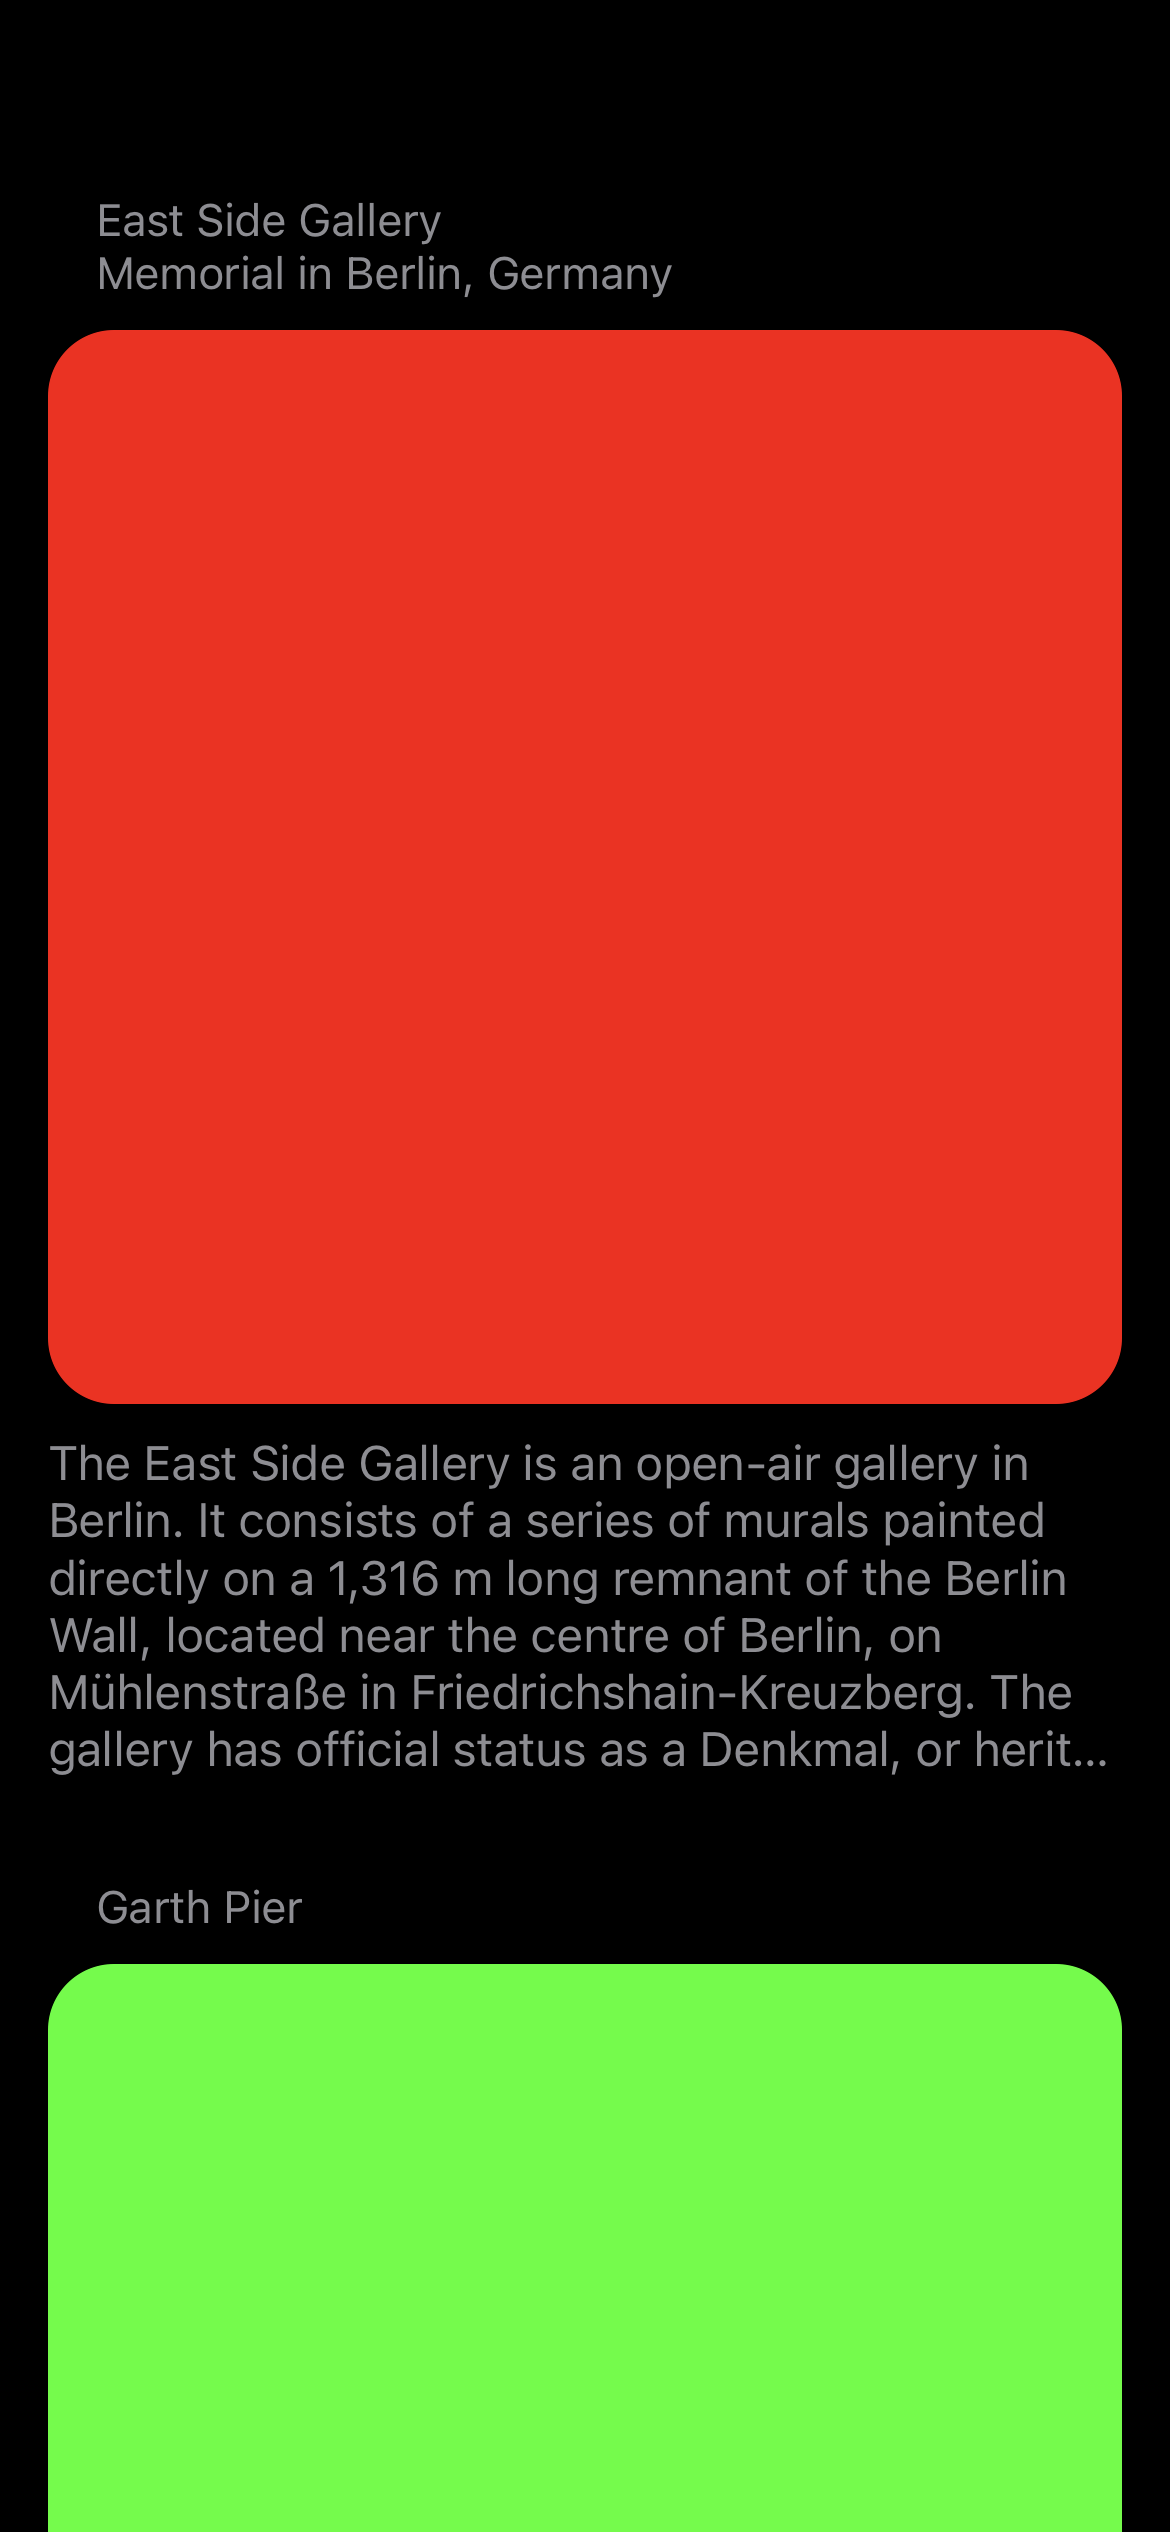 East Side Gallery
Memorial in Berlin, Germany
The East Side Gallery is an open-air gallery in
Berlin. It consists of a series of murals painted
directly on a 1,316 m long remnant of the Berlin
Wall, located near the centre of Berlin, on
Mühlenstraße in Friedrichshain-Kreuzberg. The
gallery has official status as a Denkmal, or herit...
Garth Pier